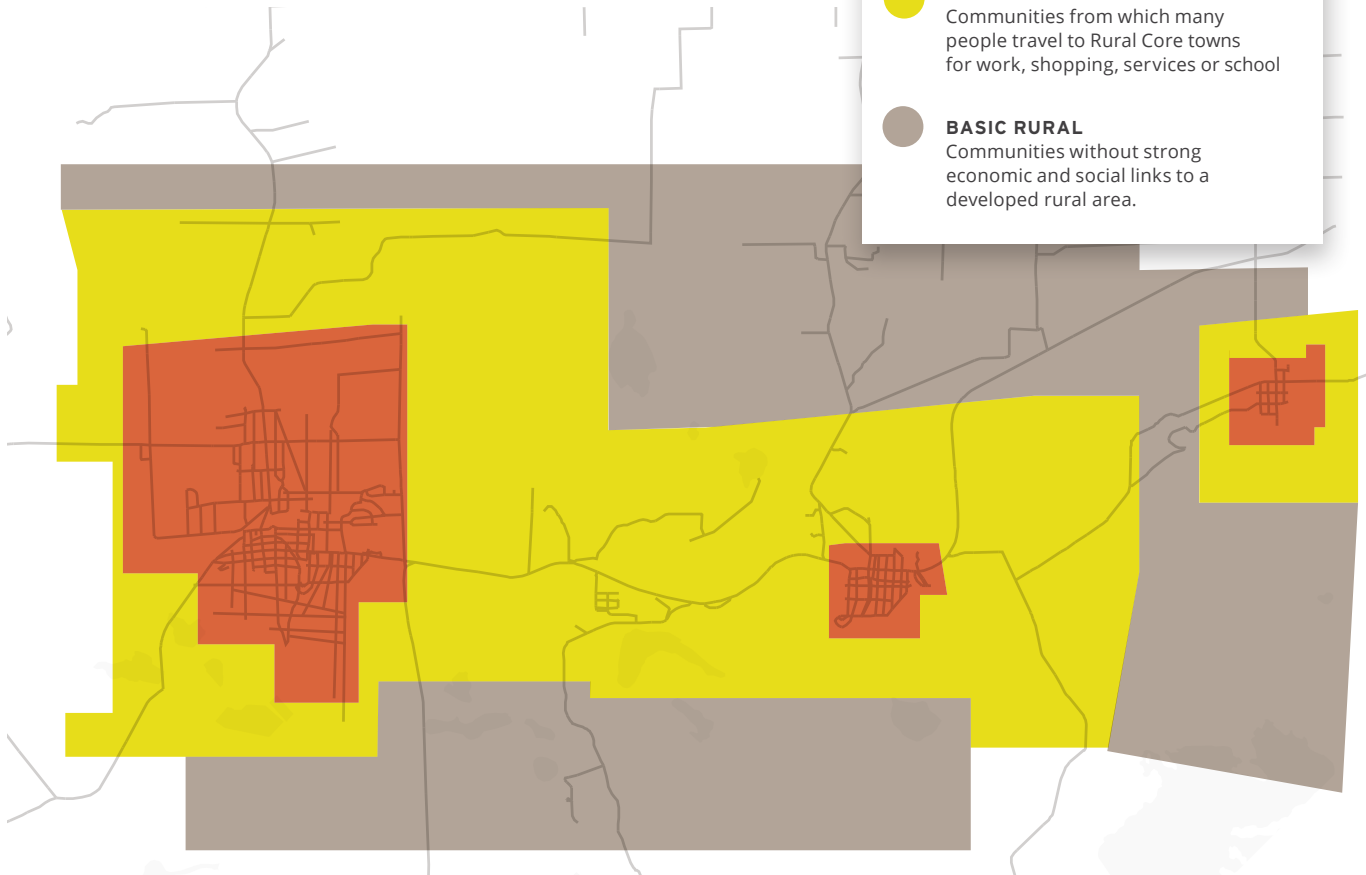 Communities from which many
people travel to Rural Core towns
for work, shopping, services or school
BASIC RURAL
Communities without strong
economic and social links to a
developed rural area.